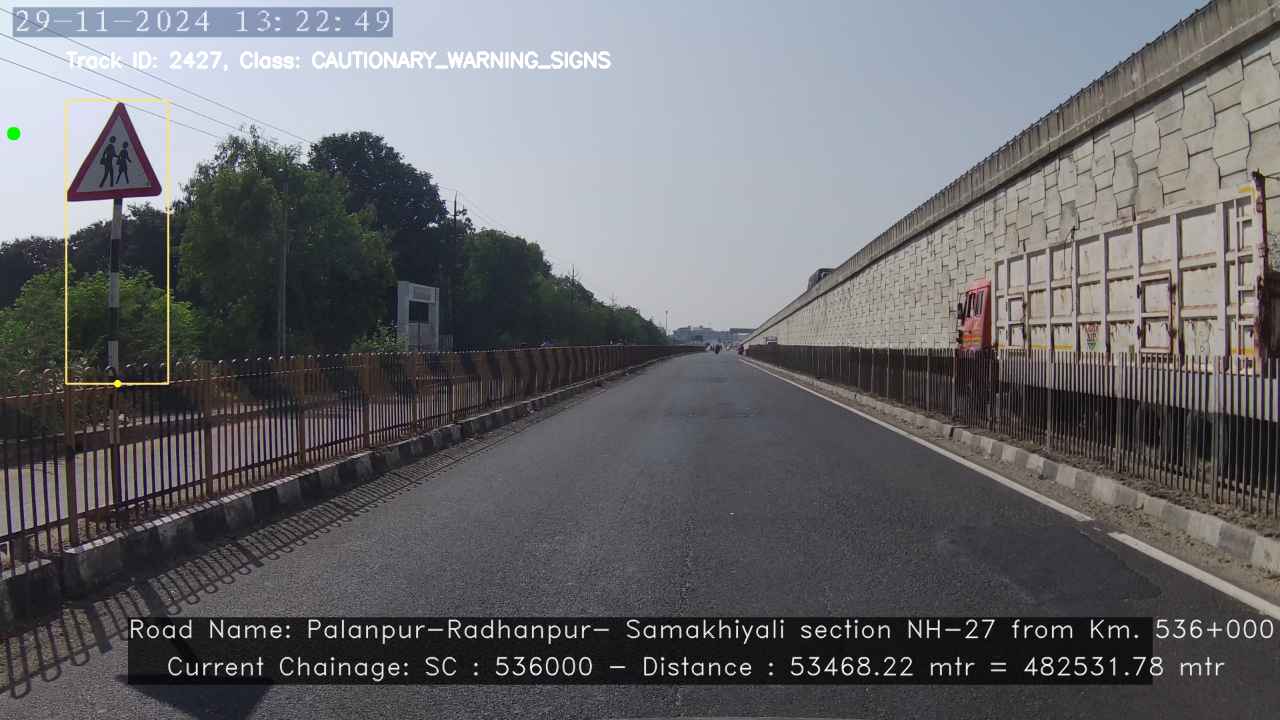 29-11-2024 13:22:49
Track ID: 2427, Class: CAUTIONARY_WARNING_SIGNS
Road Name: Palanpur-Radhanpur- Samakhiyali section NH-27 from Km. 536+000
Current Chainage: SC : 536000 - Distance : 53468.22 mtr = 482531.78 mtr